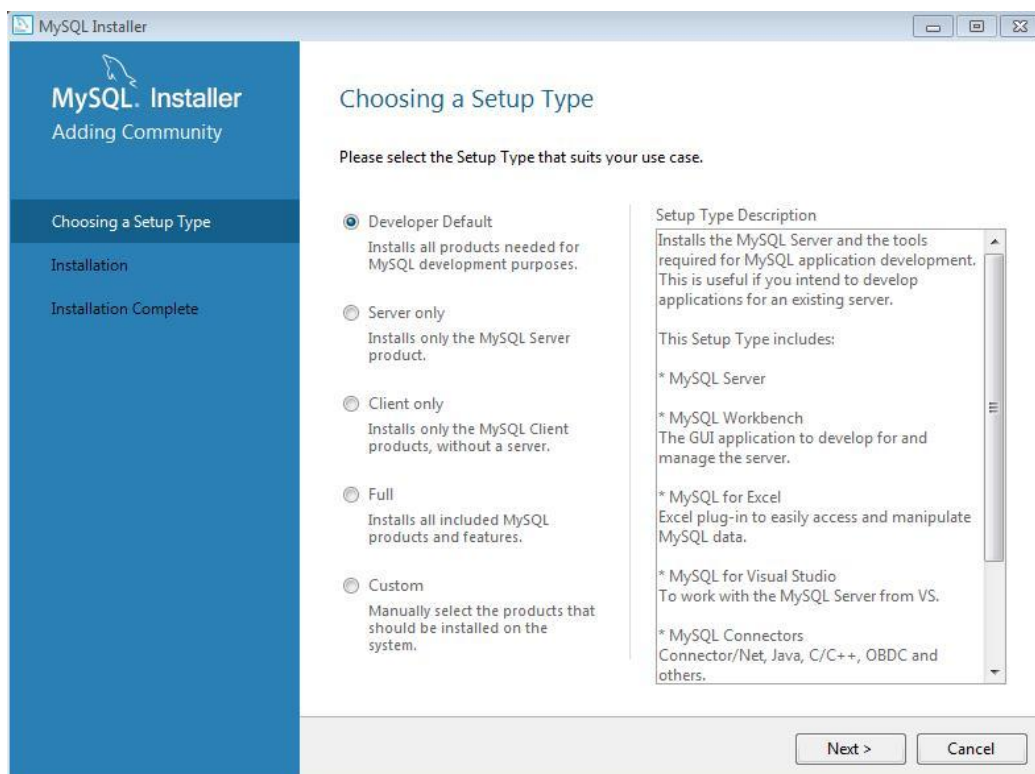 MySQL Installer
MySQL. Installer
Adding Community
Choosing a Setup Type
Installation
Installation Complete
Choosing a Setup Type
Please select the Setup Type that suits your use case.
Developer Default
Installs all products needed for
MySQL development purposes.
Server only
Installs only the MySQL Server
product.
Client only
Installs only the MySQL Client
products, without a server.
Full
Installs all included MySQL
products and features.
Custom
Manually select the products that
should be installed on the
system.
Setup Type Description
Installs the MySQL Server and the tools
required for MySQL application development.
This is useful if you intend to develop
applications for an existing server.
This Setup Type includes:
* MySQL Server
* MySQL Workbench
The GUI application to develop for and
manage the server.
* MySQL for Excel
Excel plug-in to easily access and manipulate
MySQL data.
* MySQL for Visual Studio
To work with the MySQL Server from VS.
* MySQL Connectors
Connector/Net, Java, C/C++, OBDC and
others.
Next >
Cancel